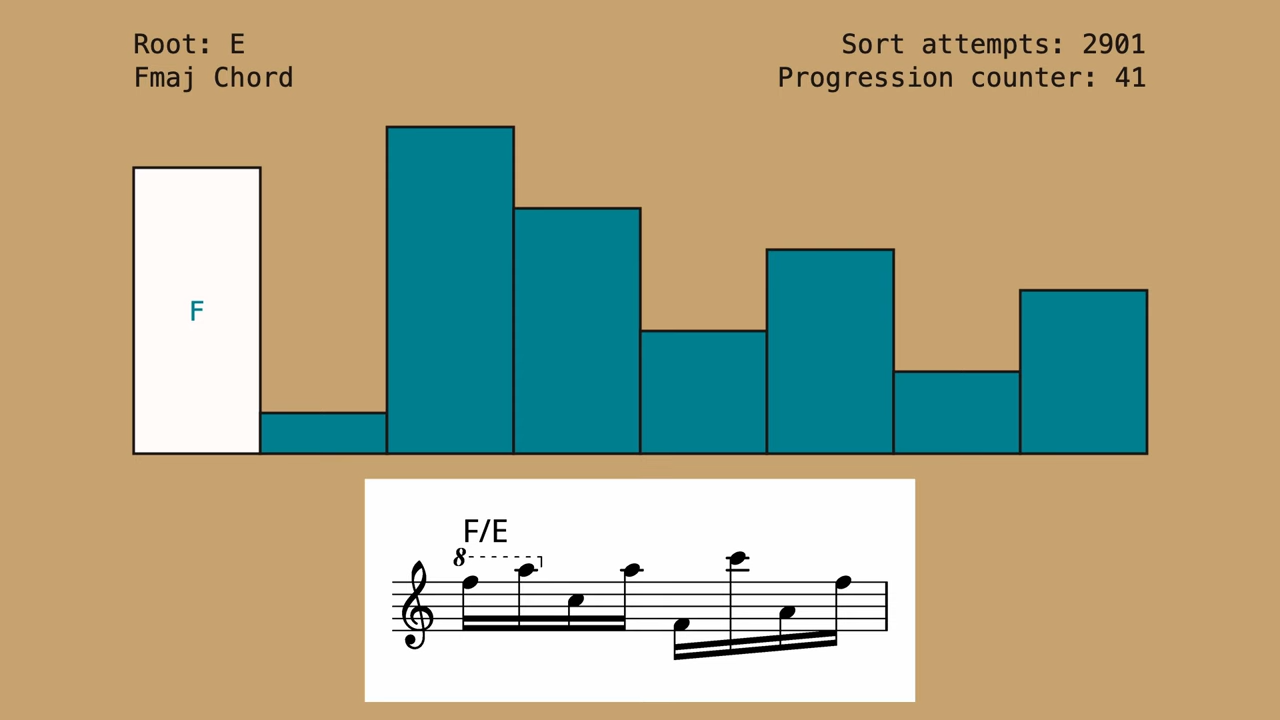 Root: E
Fmaj Chord
Sort attempts: 2901
Progression counter: 41
F
F/E
8